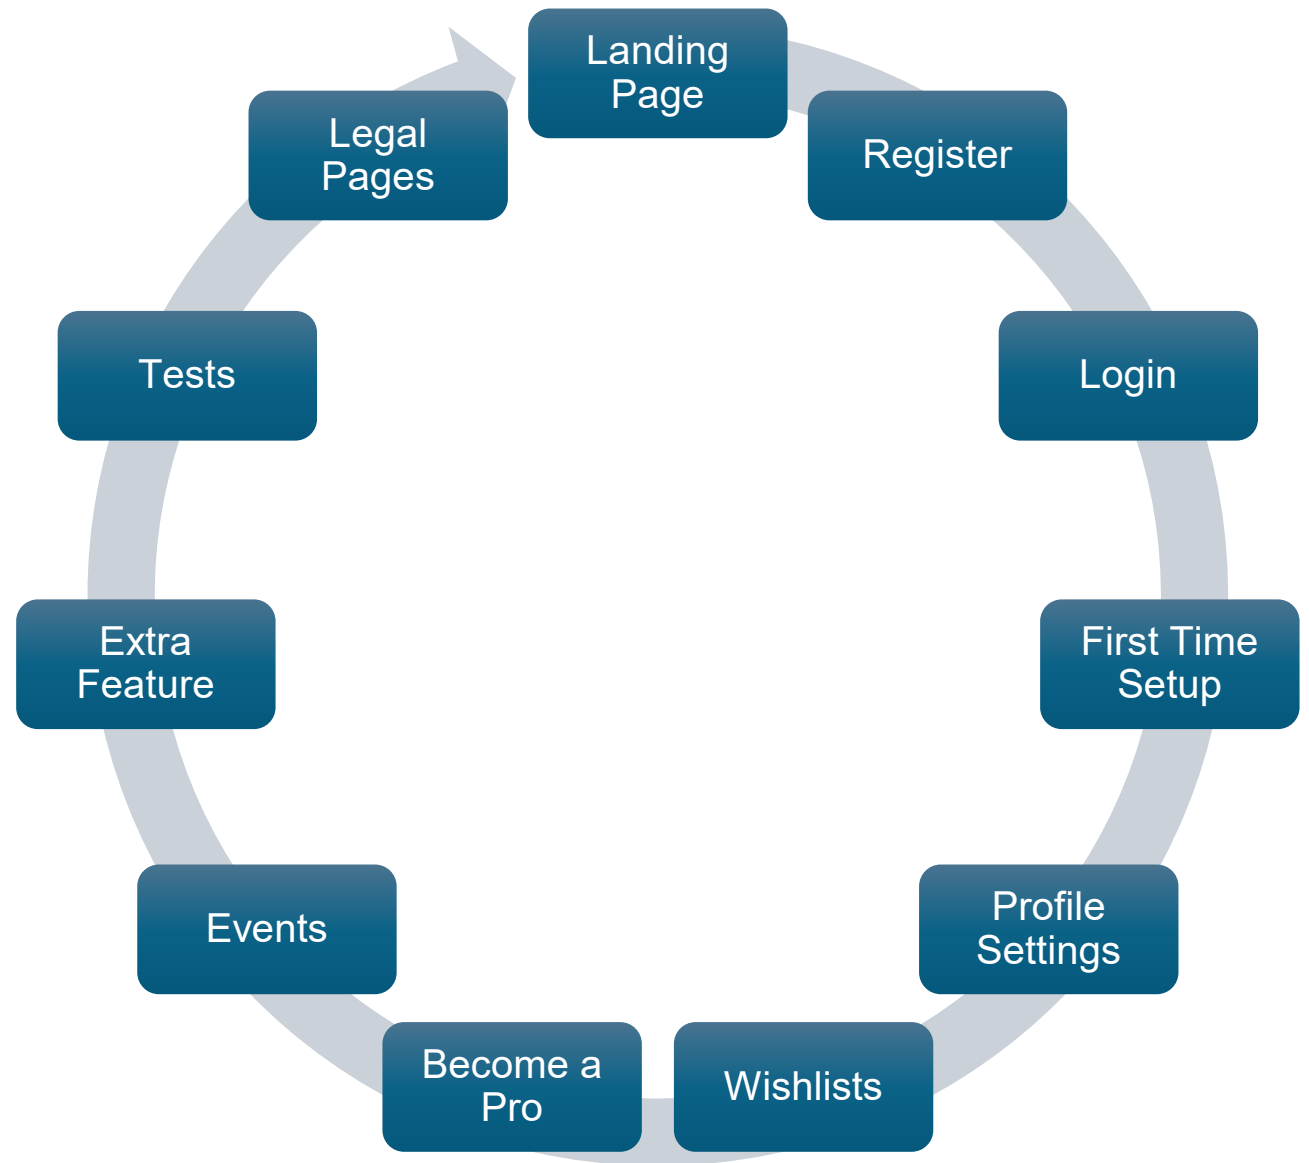 Landing
Page
Register
Login
First Time
Setup
Profile
Settings
Wishlists
Become a
Pro
Events
Extra
Feature
Tests
Legal
Pages